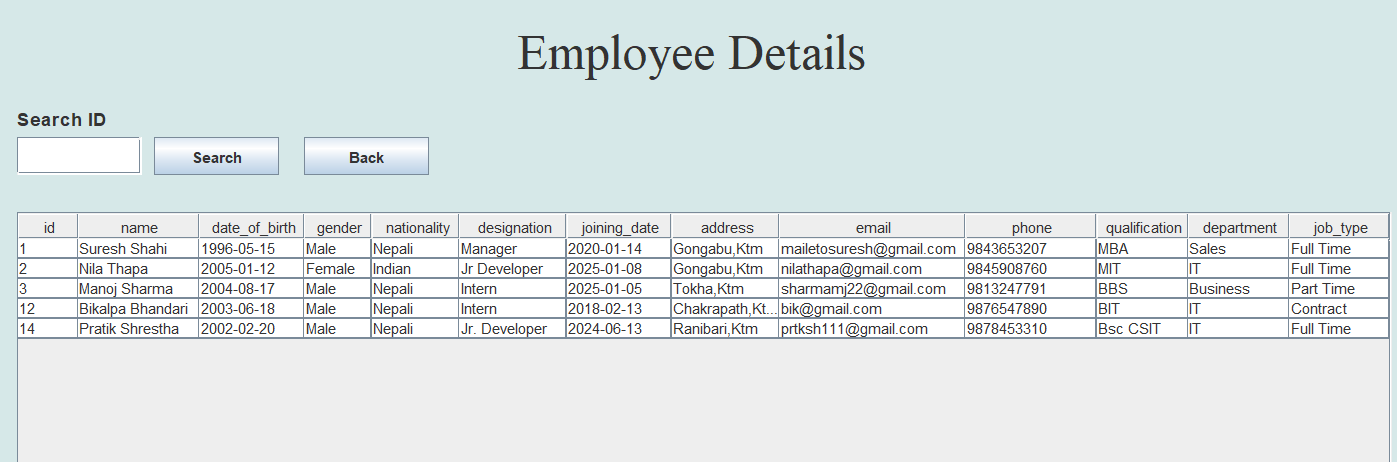 Employee Details
Search ID
Search Back
id name date_of_birth gender nationality designation joining_date address email phone qualification department job_type
1 Suresh Shahi 1996-05-15 Male Nepali Manager 2020-01-14 Gongabu,Ktm mailetosuresh@gmail.com 9843653207 MBA Sales Full Time
2 Nila Thapa 2005-01-12 Female Indian Jr Developer 2025-01-08 Gongabu,Ktm nilathapa@gmail.com 9845908760 MIT IT Full Time
3 Manoj Sharma 2004-08-17 Male Nepali Intern 2025-01-05 Tokha,Ktm sharmamj22@gmail.com 9813247791 BBS Business Part Time
12 Bikalpa Bhandari 2003-06-18 Male Nepali Intern 2018-02-13 Chakrapath,Kt... bik@gmail.com 9876547890 BIT IT Contract
14 Pratik Shrestha 2002-02-20 Male Nepali Jr. Developer 2024-06-13 Ranibari,Ktm prtksh111@gmail.com 9878453310 Bsc CSIT IT Full Time